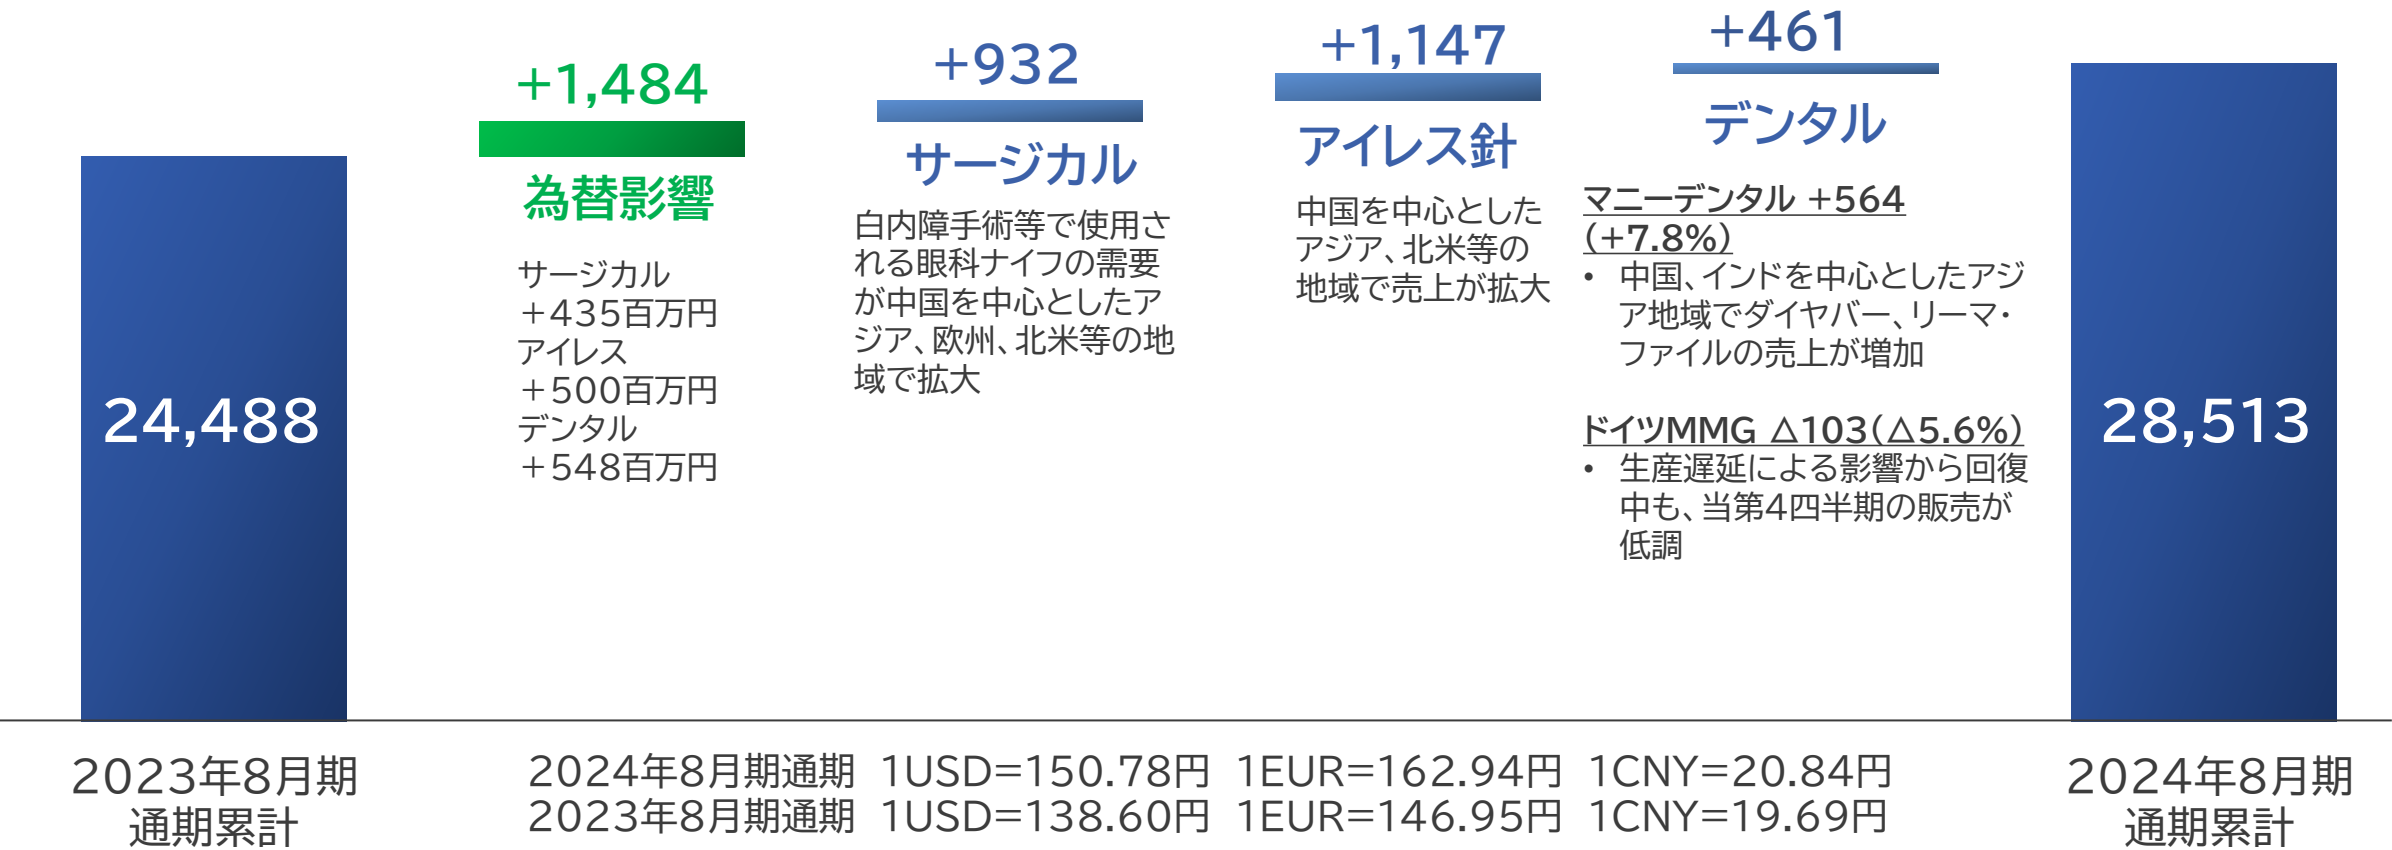 24,488
2023年8月期
通期累計
+1,484
為替影響
サージカル
＋435百万円
アイレス
＋500百万円
デンタル
＋548百万円
+932
サージカル
白内障手術等で使用さ
れる眼科ナイフの需要
が中国を中心としたア
ジア、欧州、北米等の地
域で拡大
+1,147
アイレス針
中国を中心とした
アジア、北米等の
地域で売上が拡大
+461
デンタル
マニーデンタル +564
（+7.8%）
• 中国、インドを中心としたアジ
ア地域でダイヤバー、リーマ・
ファイルの売上が増加
ドイツMMG △103（△5.6%）
• 生産遅延による影響から回復
中も、当第4四半期の販売が
低調
28,513
2024年8月期
通期累計
2024年8月期通期 1USD=150.78円 1EUR=162.94円 1CNY=20.84円
2023年8月期通期 1USD=138.60円 1EUR=146.95円 1CNY=19.69円